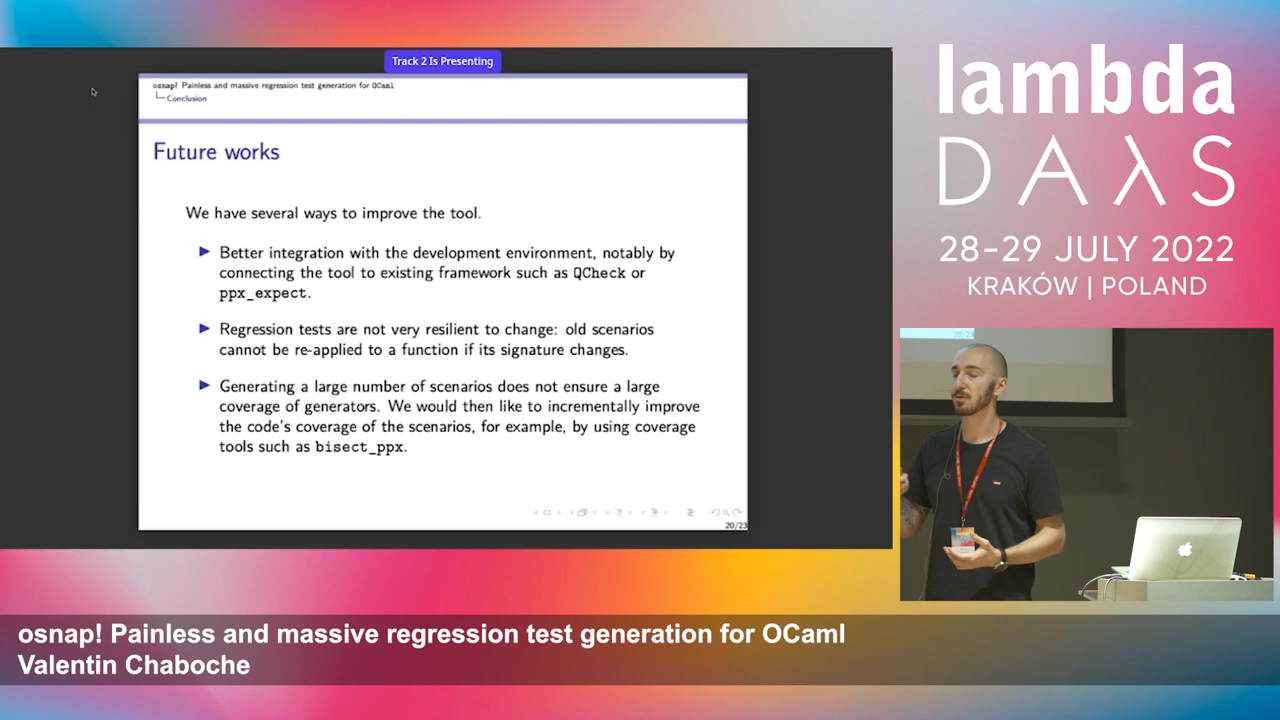 Track 2 Is Presenting
osnap! Painless and massive regression test generation for OCaml
Conclusion
Future works
We have several ways to improve the tool.
Better integration with the development environment, notably by
connecting the tool to existing framework such as QCheck or
ppx_expect.
Regression tests are not very resilient to change: old scenarios
cannot be re-applied to a function if its signature changes.
Generating a large number of scenarios does not ensure a large
coverage of generators. We would then like to incrementally improve
the code's coverage of the scenarios, for example, by using coverage
tools such as bisect_ppx.
20/23
lambda
DAλS
28–29 JULY 2022
KRAKÓW | POLAND
20/23
osnap! Painless and massive regression test generation for OCaml
Valentin Chaboche